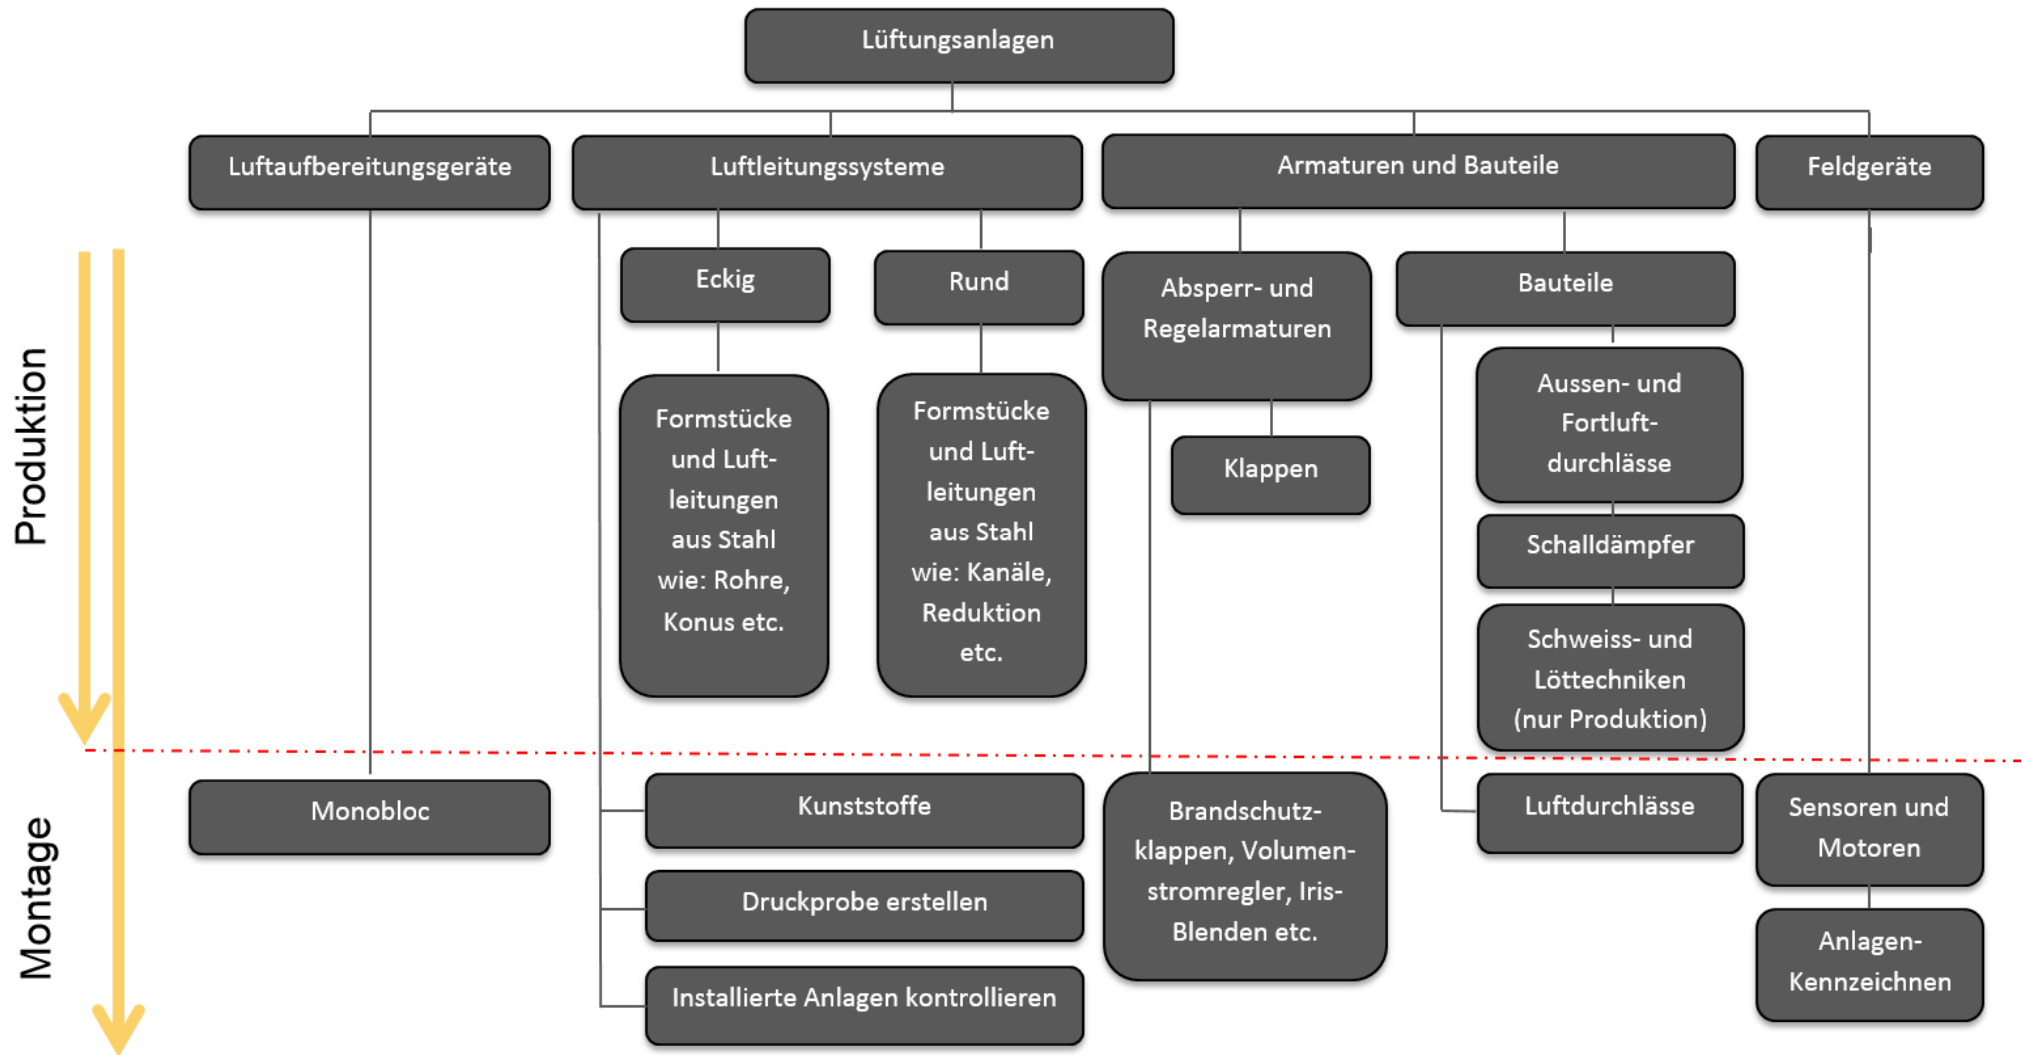 Lüftungsanlagen
Luftaufbereitungsgeräte
Luftleitungssysteme
Armaturen und Bauteile
Feldgeräte
Produktion
Eckig
Rund
Absperr- und
Regelarmaturen
Bauteile
Formstücke
und Luft-
leitungen
aus Stahl
wie: Rohre,
Konus etc.
Formstücke
und Luft-
leitungen
aus Stahl
wie: Kanäle,
Reduktion
etc.
Klappen
Aussen- und
Fortluft-
durchlässe
Schalldämpfer
Schweiss- und
Löttechniken
(nur Produktion)
Montage
Monobloc
Kunststoffe
Druckprobe erstellen
Installierte Anlagen kontrollieren
Brandschutz-
klappen, Volumen-
stromregler, Iris-
Blenden etc.
Luftdurchlässe
Sensoren und
Motoren
Anlagen-
Kennzeichnen